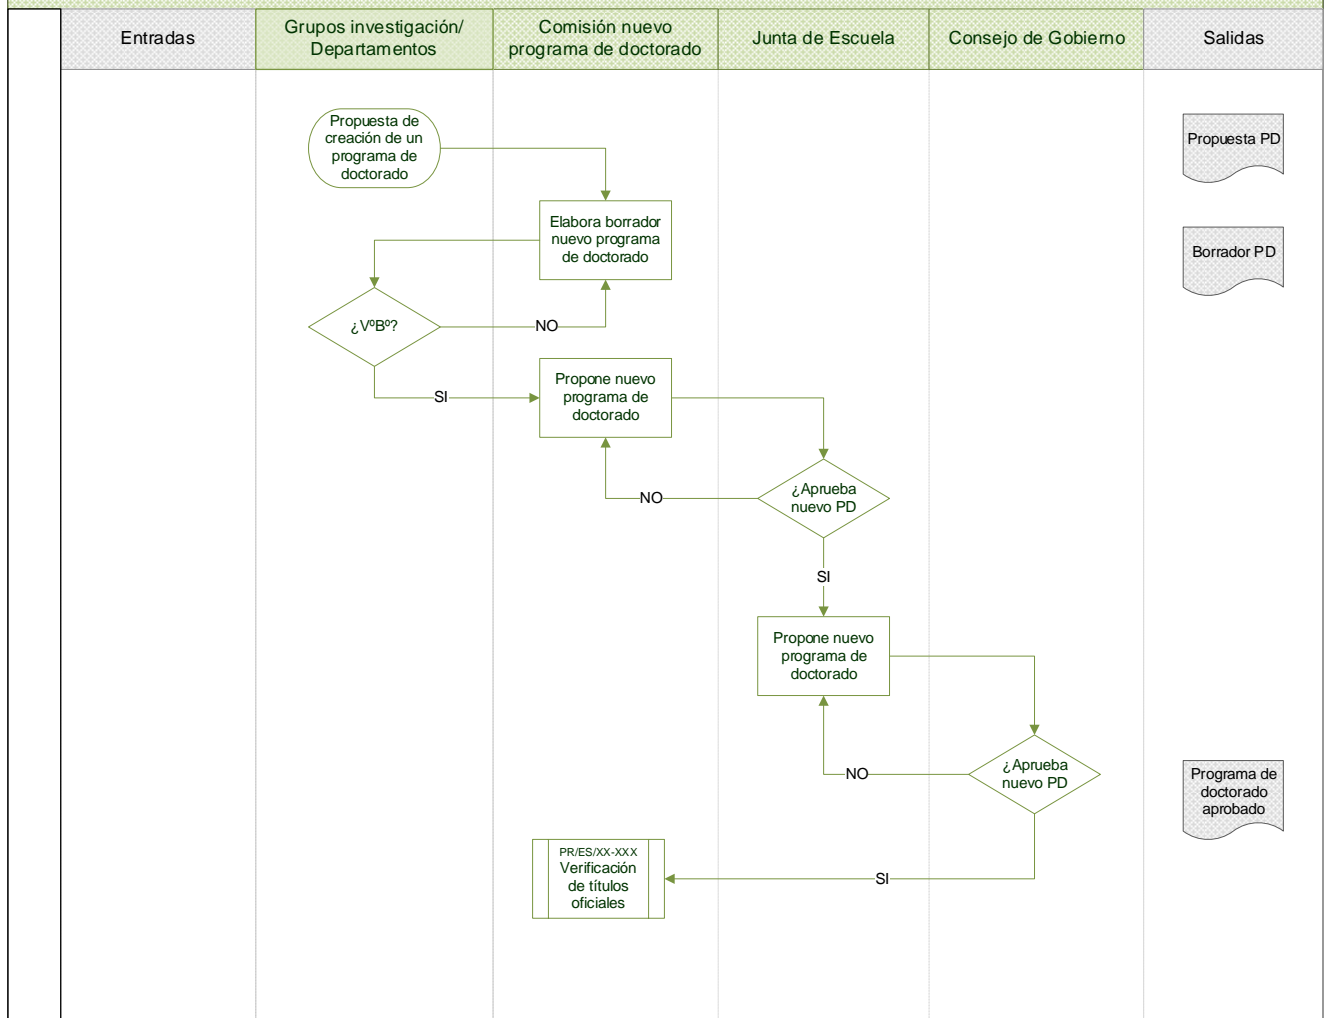 Entradas
Grupos investigación/
Departamentos
Comisión nuevo
programa de doctorado
Junta de Escuela
Consejo de Gobierno
Salidas
Propuesta de
creación de un
programa de
doctorado
Propuesta PD
Elabora borrador
nuevo programa
de doctorado
Borrador PD
¿VºBº?
NO
Propone nuevo
programa de
doctorado
SI
¿Aprueba
nuevo PD
NO
SI
Propone nuevo
programa de
doctorado
¿Aprueba
nuevo PD
NO
Programa de
doctorado
aprobado
PR/ES/XX-XXX
Verificación
de títulos
oficiales
SI